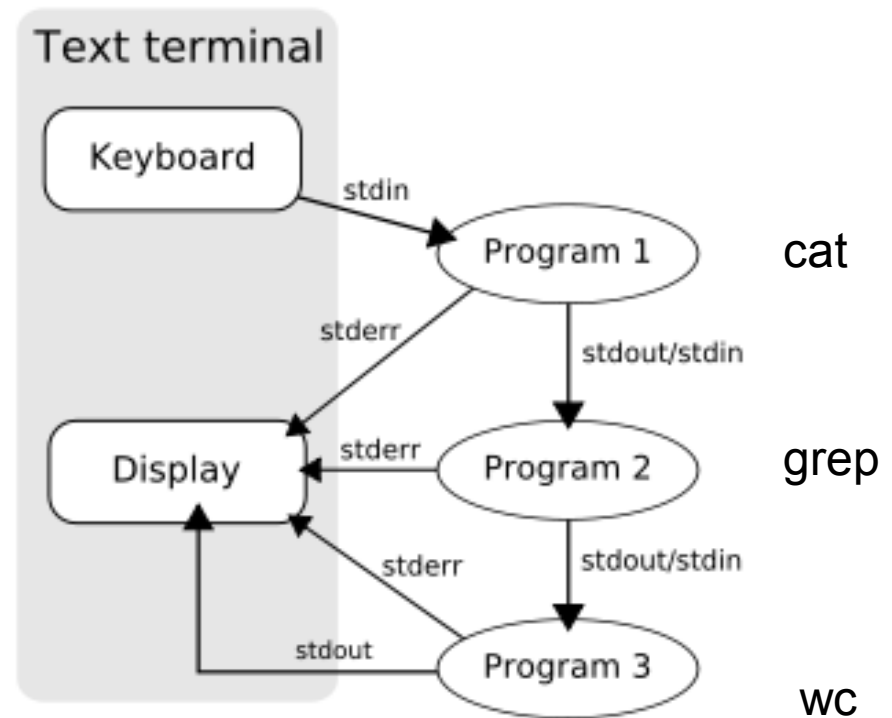 Text terminal
Keyboard
stdin
Program 1
cat
stderr
stdout/stdin
Display
stderr
Program 2
grep
stderr
stdout/stdin
stdout
Program 3
wc